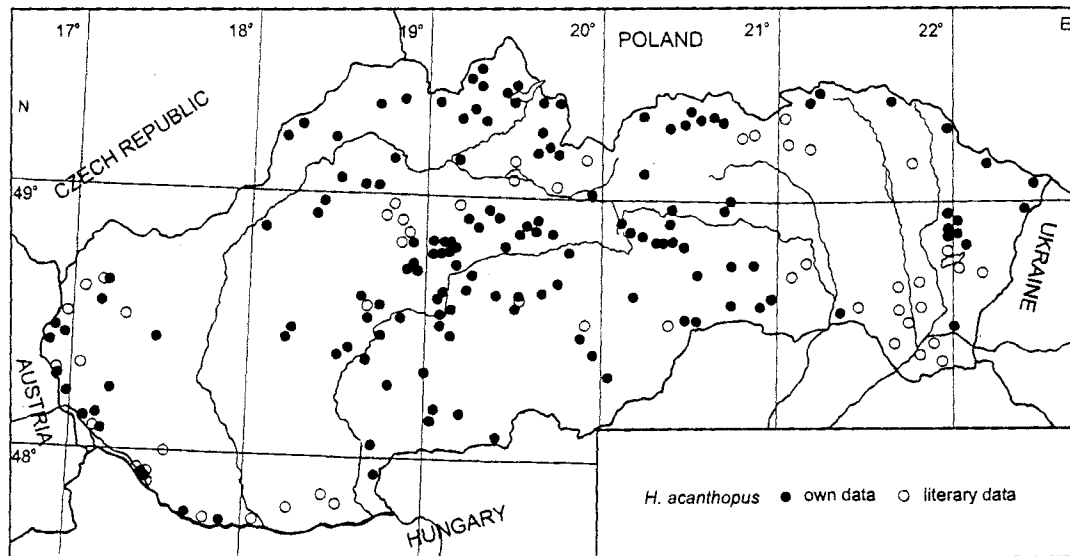 17° 18° 19° 20° 21° 22° E
POLAND
N
CZECH REPUBLIC
49°
UKRAINE
AUSTRIA
48°
H. acanthopus ● own data ○ literary data
HUNGARY